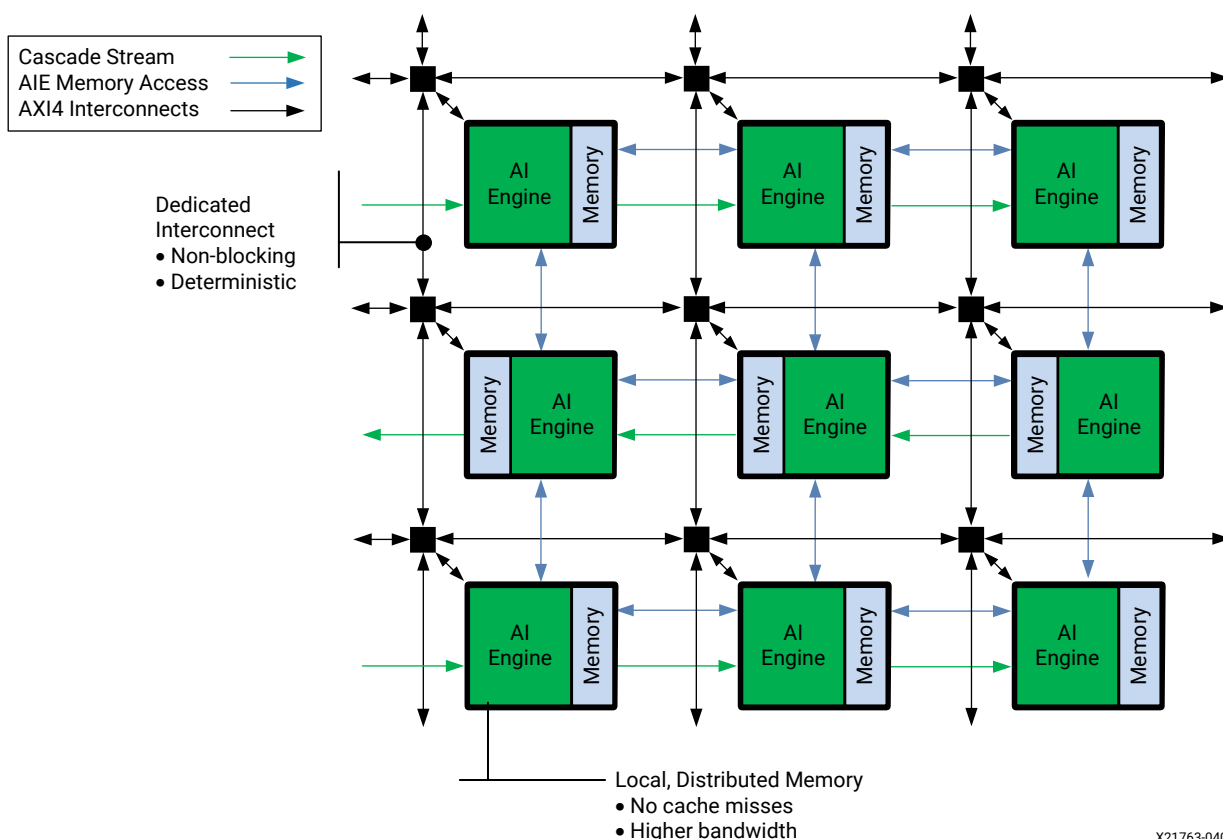 Cascade Stream
AIE Memory Access
AXI4 Interconnects
AI
Engine
Memory
AI
Engine
Memory
AI
Engine
Memory
Dedicated
Interconnect
• Non-blocking
• Deterministic
Memory
AI
Engine
Memory
AI
Engine
Memory
AI
Engine
AI
Engine
Memory
AI
Engine
Memory
AI
Engine
Memory
Local, Distributed Memory
• No cache misses
• Higher bandwidth